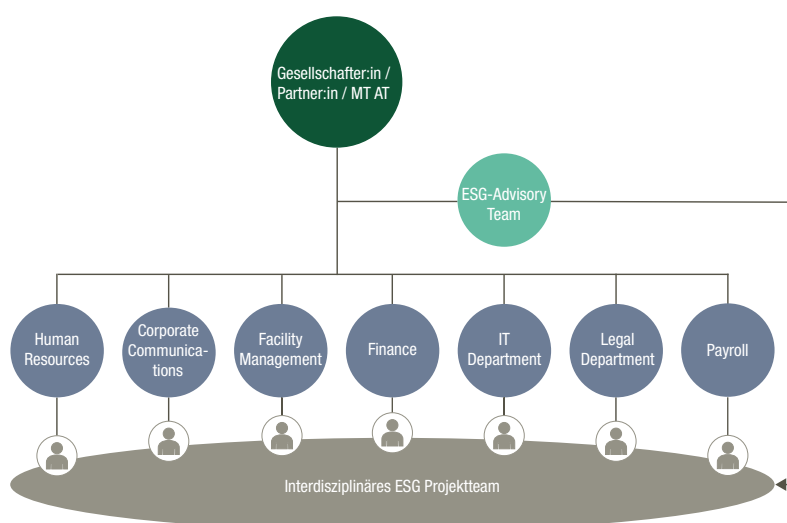 Gesellschafter:in /
Partner:in / MT AT
ESG-Advisory
Team
Human
Resources
Corporate
Communica-
tions
Facility
Management
Finance
IT
Department
Legal
Department
Payroll
Interdisziplinäres ESG Projektteam